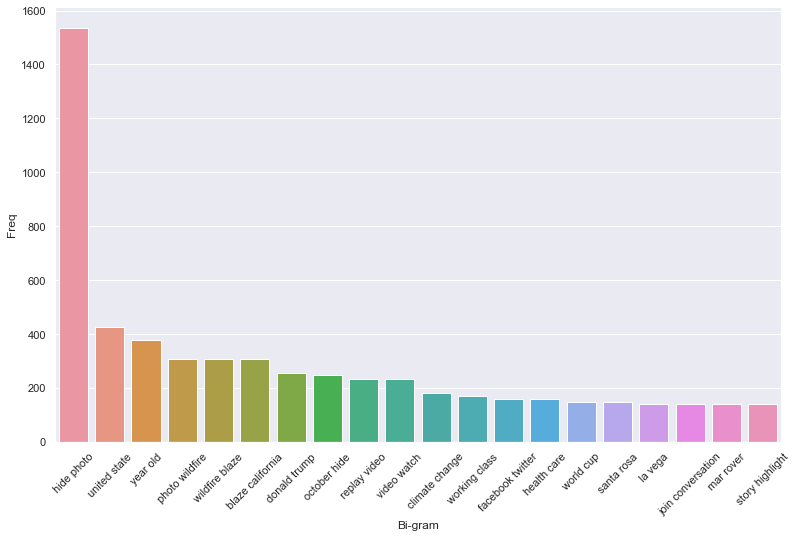 1600
1400
1200
1000
800
600
400
200
0
Freq
hide photo
united state
year old
photo wildfire
wildfire blaze
blaze california
donald trump
october hide
replay video
video watch
climate change
working class
facebook twitter
health care
world cup
santa rosa
la vega
join conversation
mar rover
story highlight
Bi-gram